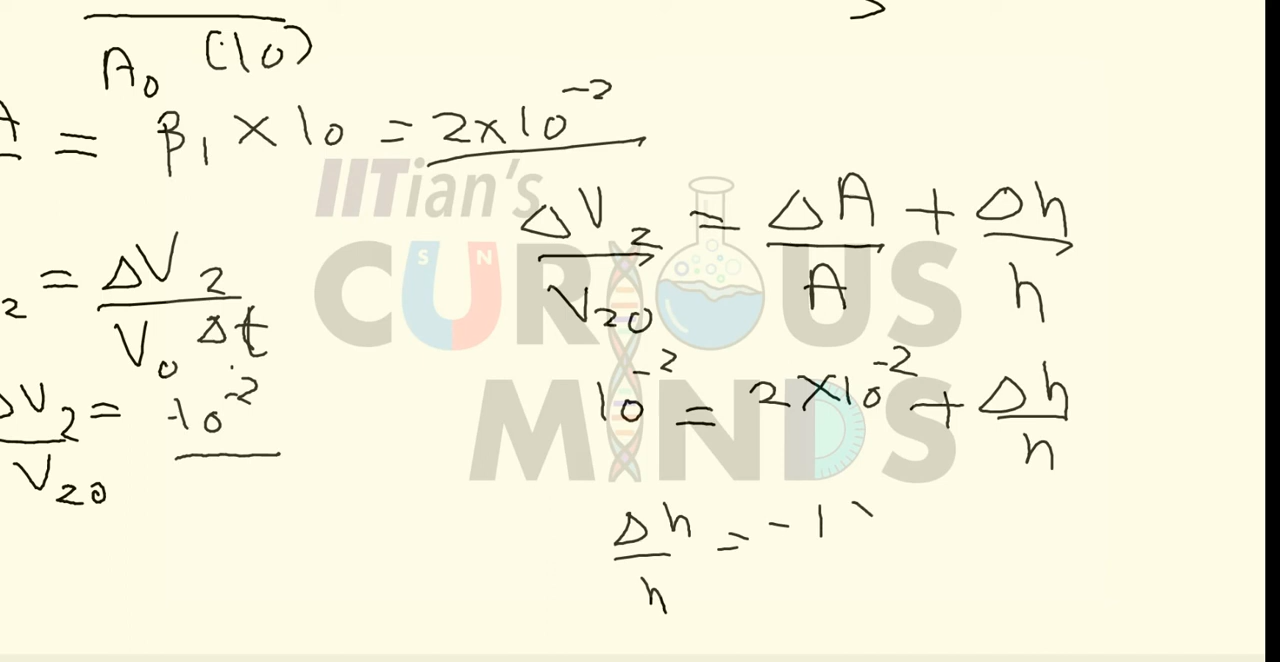 A₀ (10)
A = β₁ × 10 = 2×10⁻²
IITian's
CURIOUS
S N
MINDS
₂ = ΔV₂ / V₀ Δt
ΔV₂ / V₂₀ = 10⁻²
ΔV₂ / V₂₀ = ΔA / A + Δh / h
10⁻² = 2×10⁻² + Δh / h
Δh / h = -1